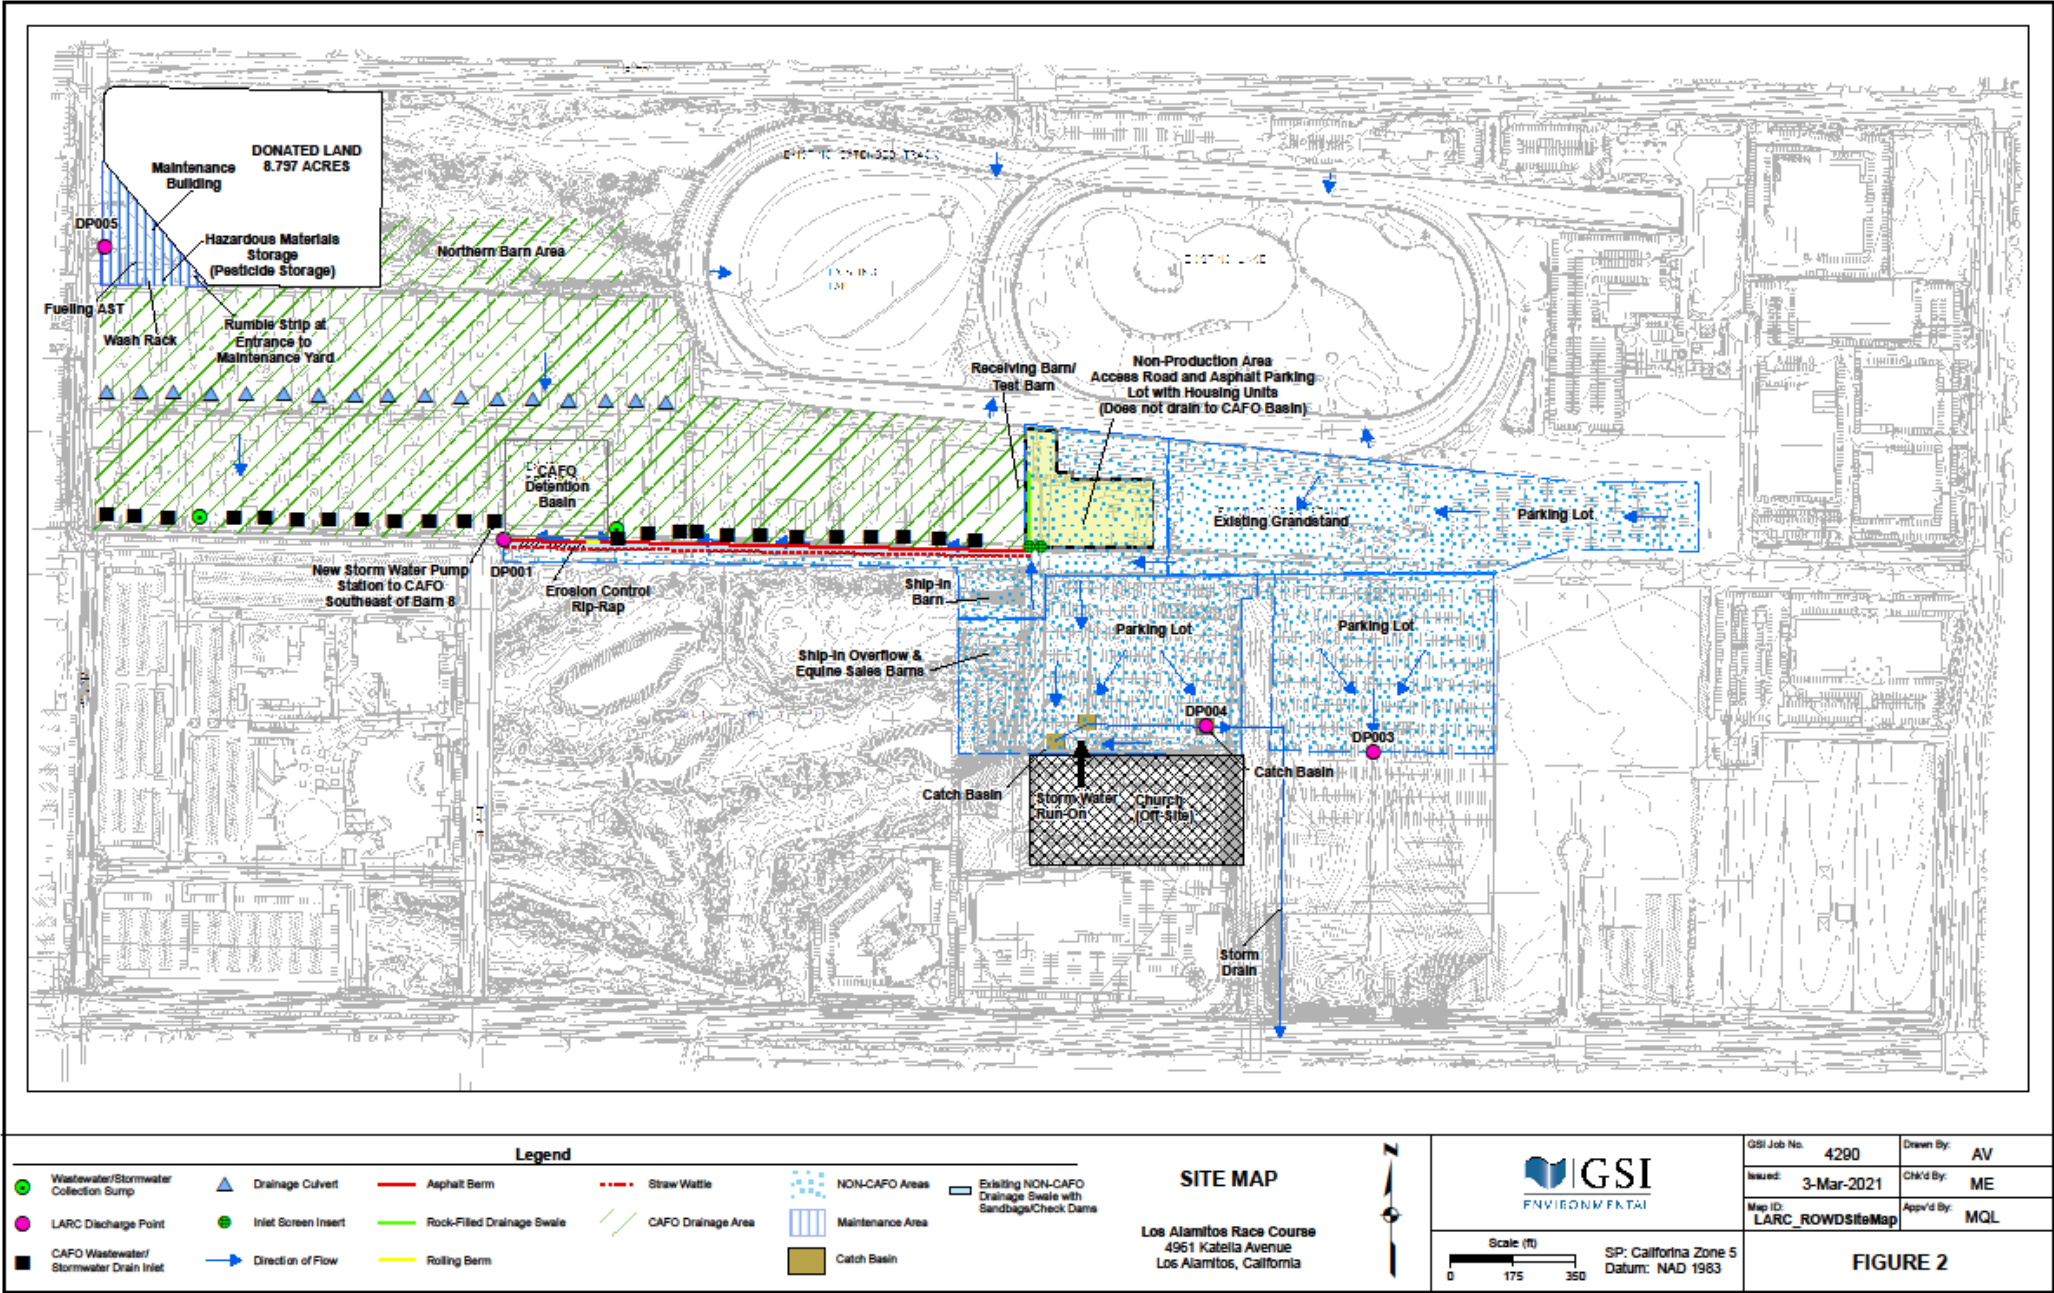 DONATED LAND
8.797 ACRES
Maintenance
Building
DP005
Hazardous Materials
Storage
(Pesticide Storage)
Northern Barn Area
Fueling AST
Wash Rack
Rumble Strip at
Entrance to
Maintenance Yard
EXISTING EXTENDED TRACK
EXISTING
EXISTING LAKE
Receiving Barn/
Test Barn
Non-Production Area
Access Road and Asphalt Parking
Lot with Housing Units
(Does not drain to CAFO Basin)
CAFO
Detention
Basin
Existing Grandstand
Parking Lot
New Storm Water Pump
Station to CAFO
Southeast of Barn 8
DP001
Erosion Control
Rip-Rap
Ship-In
Barn
Parking Lot
Parking Lot
Ship-In Overflow &
Equine Sales Barns
DP004
DP003
Catch Basin
Catch Basin
Storm Water
Run-On
Church
(Off-Site)
Storm
Drain
Legend
Wastewater/Stormwater
Collection Sump
LARC Discharge Point
CAFO Wastewater/
Stormwater Drain Inlet
Drainage Culvert
Inlet Screen Insert
Direction of Flow
Asphalt Berm
Rock-Filled Drainage Swale
Rolling Berm
Straw Wattle
CAFO Drainage Area
NON-CAFO Areas
Maintenance Area
Catch Basin
Exisiting NON-CAFO
Drainage Swale with
Sandbags/Check Dams
SITE MAP
Los Alamitos Race Course
4961 Katella Avenue
Los Alamitos, California
N
GSI
ENVIRONMENTAL
Scale (ft)
0 175 350
SP: Califorina Zone 5
Datum: NAD 1983
GSI Job No. 4290
Drawn By: AV
Issued: 3-Mar-2021
Chk'd By: ME
Map ID: LARC_ROWDSiteMap
Appv'd By: MQL
FIGURE 2